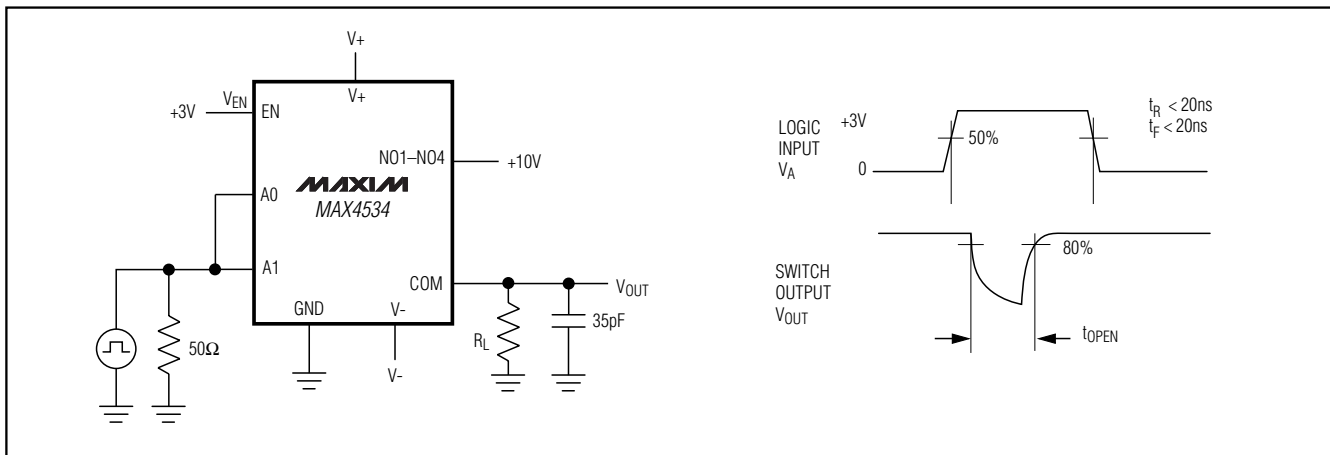 V+
V+
+3V
VEN
EN
NO1–NO4
+10V
MAXIM
MAX4534
A0
A1
COM
VOUT
GND
V-
50Ω
RL
35pF
V-
LOGIC
INPUT
VA
+3V
0
50%
tR < 20ns
tF < 20ns
SWITCH
OUTPUT
VOUT
80%
tOPEN